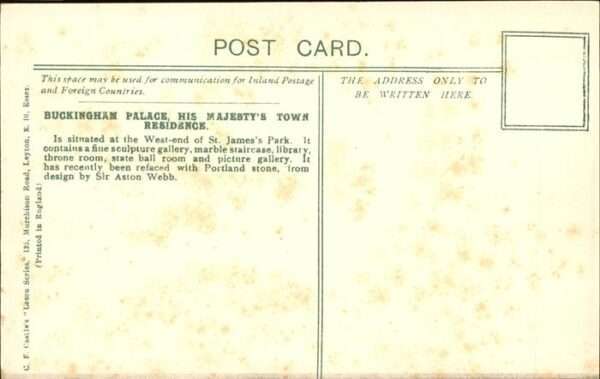 POST CARD.
This space may be used for communication for Inland Postage
and Foreign Countries.
THE ADDRESS ONLY TO
BE WRITTEN HERE.
BUCKINGHAM PALACE, HIS MAJESTY'S TOWN
RESIDENCE.
Is situated at the West-end of St. James's Park. It
contains a fine sculpture gallery, marble staircase, library,
throne room, state ball room and picture gallery. It
has recently been refaced with Portland stone, from
design by Sir Aston Webb.
C. F. Castle's "Lesco Series," 125, Murchison Road, Leyton, E. 10, Essex
(Printed in England)